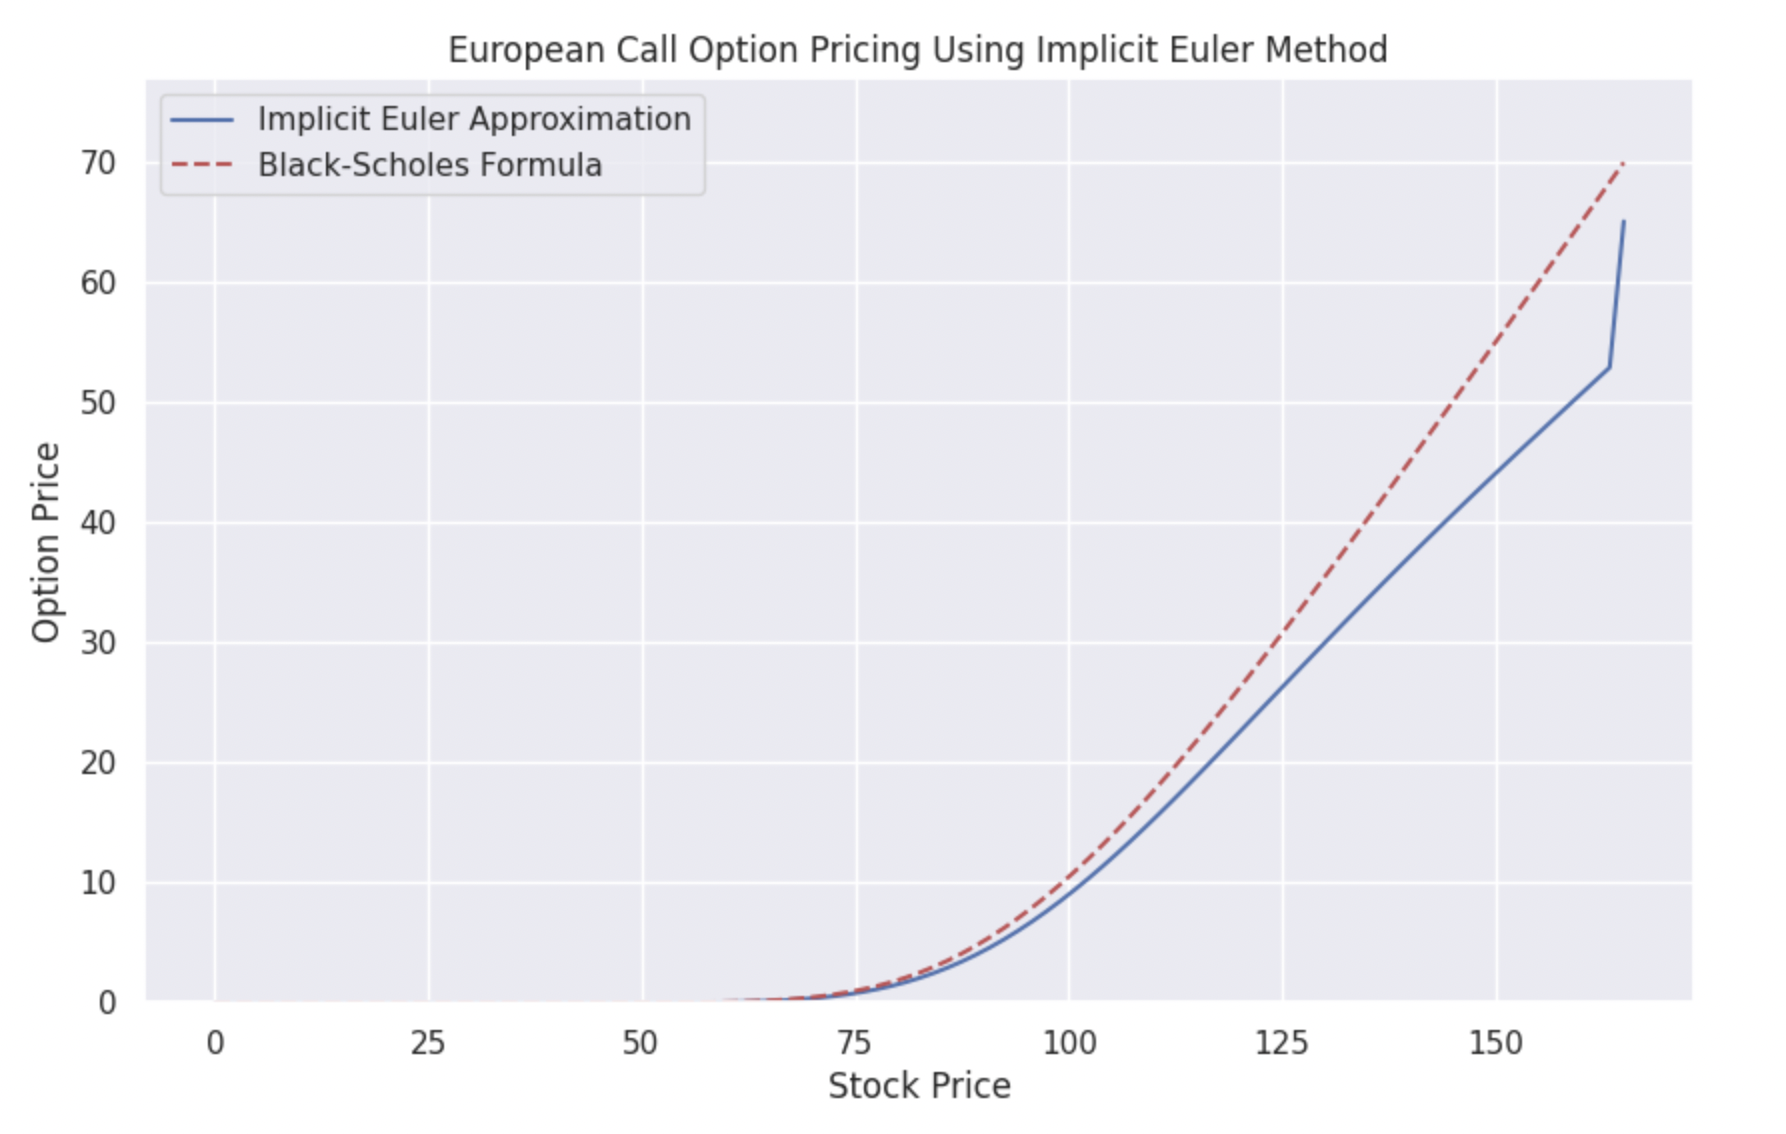 European Call Option Pricing Using Implicit Euler Method
Implicit Euler Approximation
Black-Scholes Formula
70
60
50
40
30
20
10
0
Option Price
0 25 50 75 100 125 150
Stock Price